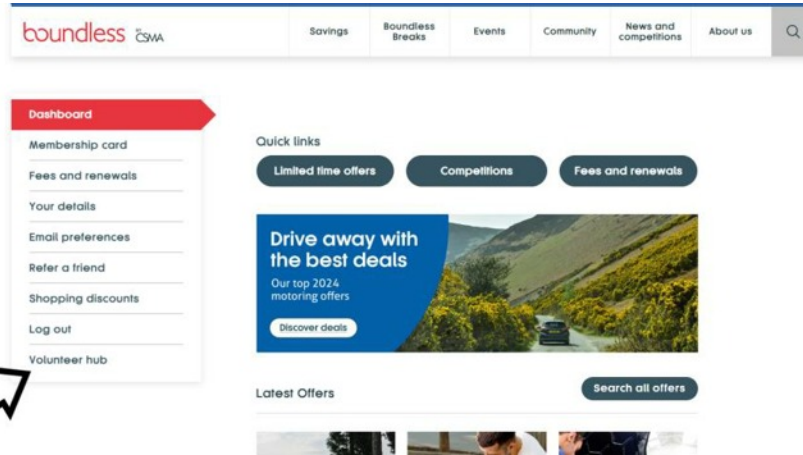 boundless by CSMA
Savings
Boundless
Breaks
Events
Community
News and
competitions
About us
Dashboard
Membership card
Fees and renewals
Your details
Email preferences
Refer a friend
Shopping discounts
Log out
Volunteer hub
Quick links
Limited time offers
Competitions
Fees and renewals
Drive away with
the best deals
Our top 2024
motoring offers
Discover deals
Latest Offers
Search all offers